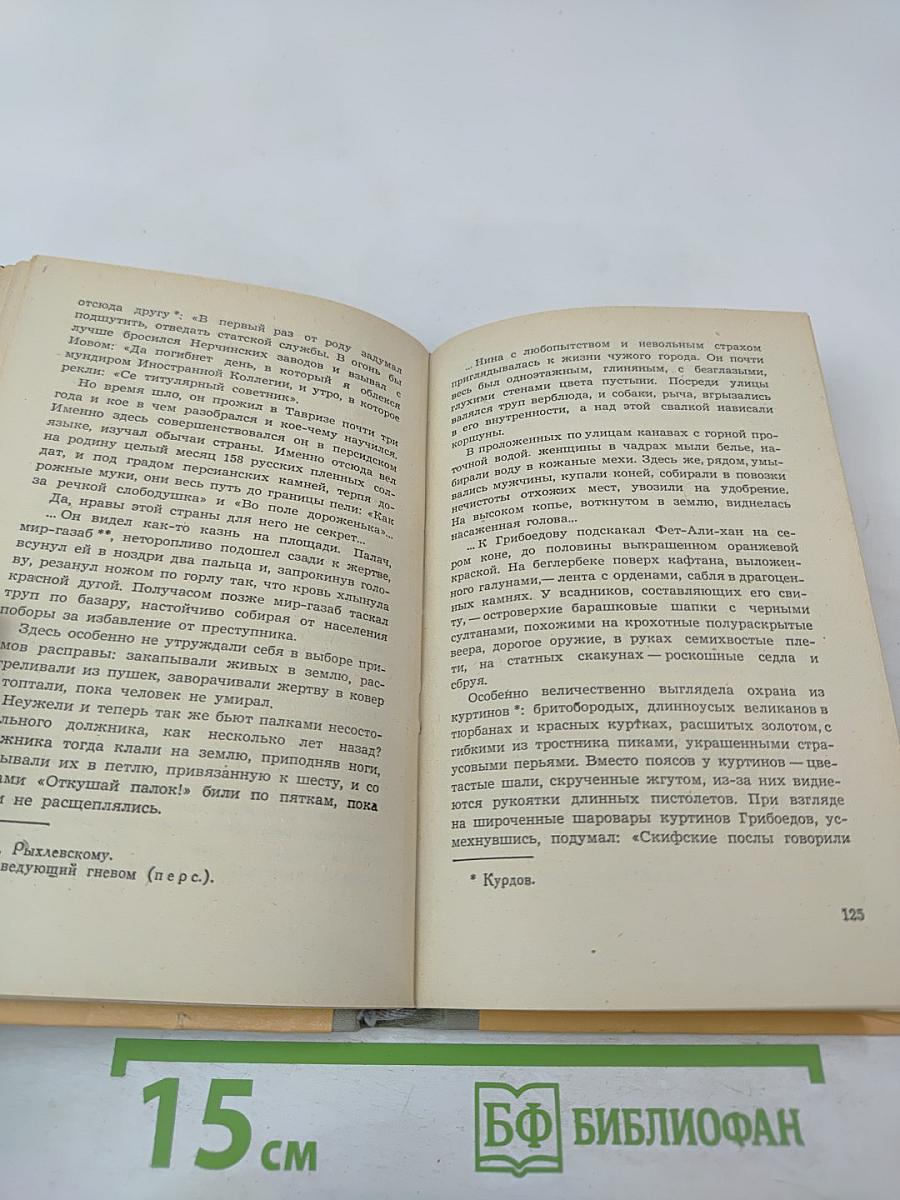 отсюда другу*: «В первый раз от роду задумал
подшутить, отведать статской службы. В огонь бы
лучше бросился Нерчинских заводов и взывал с
Иовом: «Да погибнет день, в который я облекся
мундиром Иностранной Коллегии, и утро, в которое
рекли: «Се титулярный советник».
Но время шло, он прожил в Тавризе почти три
года и кое в чем разобрался и кое-чему научился.
Именно здесь совершенствовался он в персидском
языке, изучал обычаи страны. Именно отсюда вел
на родину целый месяц 158 русских пленных сол-
дат, и под градом персианских камней, терпя до-
рожные муки, они весь путь до границы пели: «Как
за речкой слободушка» и «Во поле дороженька»...
Да, нравы этой страны для него не секрет...
... Он видел как-то казнь на площади. Палач,
мир-газаб **, неторопливо подошел сзади к жертве,
всунул ей в ноздри два пальца и, запрокинув голо-
ву, резанул ножом по горлу так, что кровь хлынула
красной дугой. Получасом позже мир-газаб таскал
труп по базару, настойчиво собирая от населения
поборы за избавление от преступника.
Здесь особенно не утруждали себя в выборе при-
мов расправы: закапывали живых в землю, рас-
треливали из пушек, заворачивали жертву в ковер
топтали, пока человек не умирал.
Неужели и теперь так же бьют палками несосто-
льного должника, как несколько лет назад?
жника тогда клали на землю, приподняв ноги,
ывали их в петлю, привязанную к шесту, и со
ами «Откушай палок!» били по пяткам, пока
и не расщеплялись.
Рыхлевскому.
ведующий гневом (перс.).
...Нина с любопытством и невольным страхом
приглядывалась к жизни чужого города. Он почти
весь был одноэтажным, глиняным, с безглазыми,
глухими стенами цвета пустыни. Посреди улицы
валялся труп верблюда, и собаки, рыча, вгрызались
в его внутренности, а над этой свалкой нависали
коршуны.
В проложенных по улицам канавах с горной про-
точной водой. женщины в чадрах мыли белье, на-
бирали воду в кожаные мехи. Здесь же, рядом, умы-
вались мужчины, купали коней, собирали в повозки
нечистоты отхожих мест, увозили на удобрение.
На высоком копье, воткнутом в землю, виднелась
насаженная голова...
...К Грибоедову подскакал Фет-Али-хан на се-
ром коне, до половины выкрашенном оранжевой
краской. На беглербеке поверх кафтана, выложен-
ного галунами,— лента с орденами, сабля в драгоцен-
ных камнях. У всадников, составляющих его сви-
ту, — островерхие барашковые шапки с черными
султанами, похожими на крохотные полураскрытые
веера, дорогое оружие, в руках семихвостые пле-
ти, на статных скакунах — роскошные седла и
сбруя.
Особенно величественно выглядела охрана из
куртинов *: бритобородых, длинноусых великанов в
тюрбанах и красных куртках, расшитых золотом, с
гибкими из тростника пиками, украшенными стра-
усовыми перьями. Вместо поясов у куртинов — цве-
тастые шали, скрученные жгутом, из-за них видне-
ются рукоятки длинных пистолетов. При взгляде
на широченные шаровары куртинов Грибоедов, ус-
мехнувшись, подумал: «Скифские послы говорили
* Курдов.
125
15 см
БФ БИБЛИОФАН